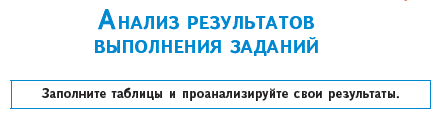 Анализ результатов
выполнения заданий
Заполните таблицы и проанализируйте свои результаты.